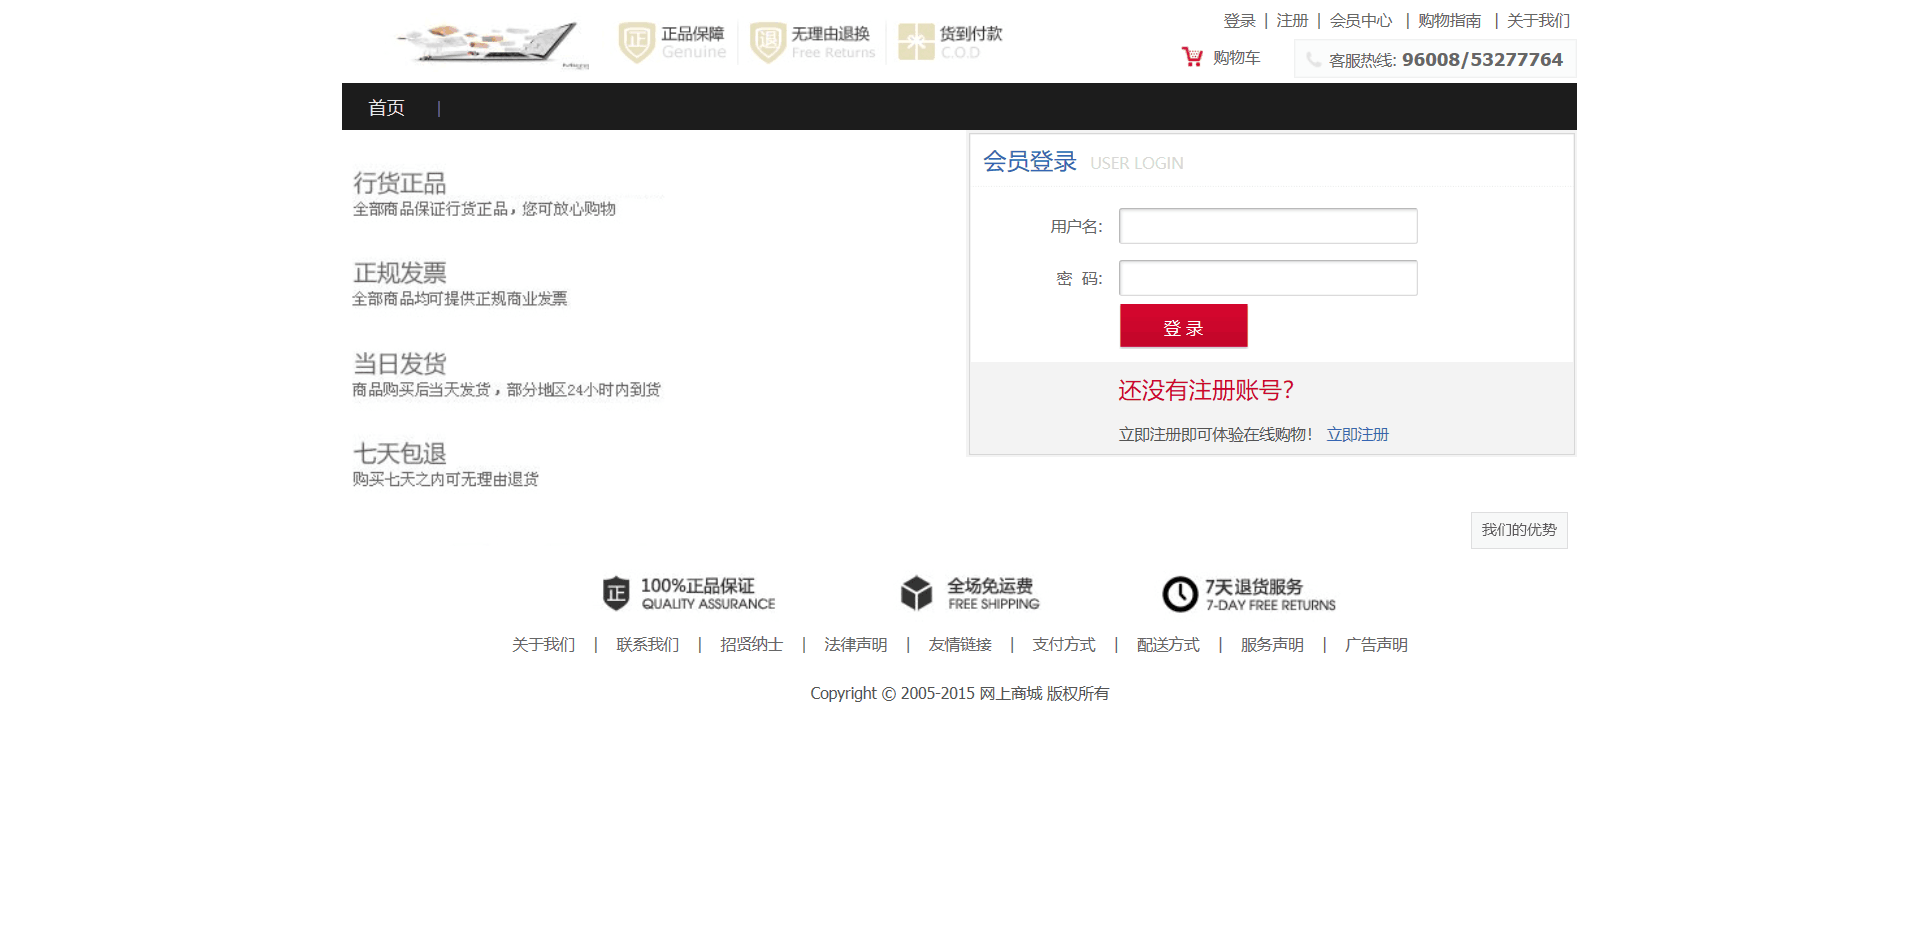 正品保障
Genuine
无理由退换
Free Returns
货到付款
C.O.D
登录 | 注册 | 会员中心 | 购物指南 | 关于我们
购物车
客服热线: 96008/53277764
首页 |
行货正品
全部商品保证行货正品，您可放心购物
正规发票
全部商品均可提供正规商业发票
当日发货
商品购买后当天发货，部分地区24小时内到货
七天包退
购买七天之内可无理由退货
会员登录 USER LOGIN
用户名:
密 码:
登 录
还没有注册账号？
立即注册即可体验在线购物！ 立即注册
我们的优势
正
100%正品保证
QUALITY ASSURANCE
全场免运费
FREE SHIPPING
7天退货服务
7-DAY FREE RETURNS
关于我们 | 联系我们 | 招贤纳士 | 法律声明 | 友情链接 | 支付方式 | 配送方式 | 服务声明 | 广告声明
Copyright © 2005-2015 网上商城 版权所有